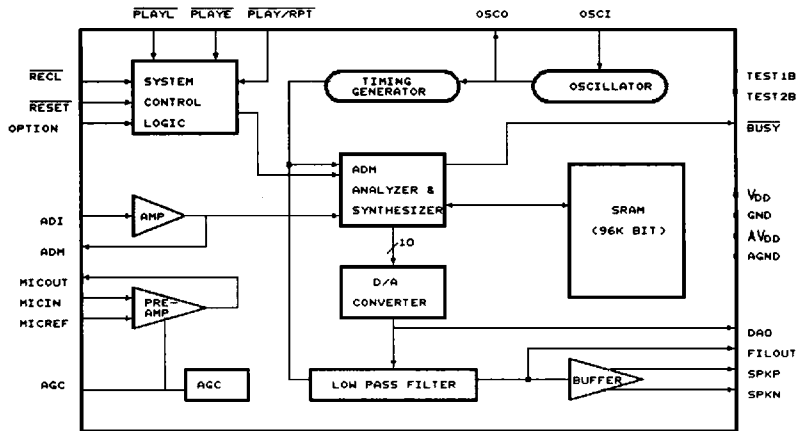 PLAYL PLAYE PLAY/RPT OSCO OSCI
RECL
RESET
OPTION
SYSTEM
CONTROL
LOGIC
TIMING
GENERATOR
OSCILLATOR
TEST1B
TEST2B
BUSY
ADM
ANALYZER &
SYNTHESIZER
SRAM
(96K BIT)
VDD
GND
AVDD
AGND
ADI
AMP
ADM
10
MICOUT
MICIN
MICREF
PRE-
AMP
D/A
CONVERTER
DAO
FILOUT
SPKP
SPKN
AGC
AGC
LOW PASS FILTER
BUFFER